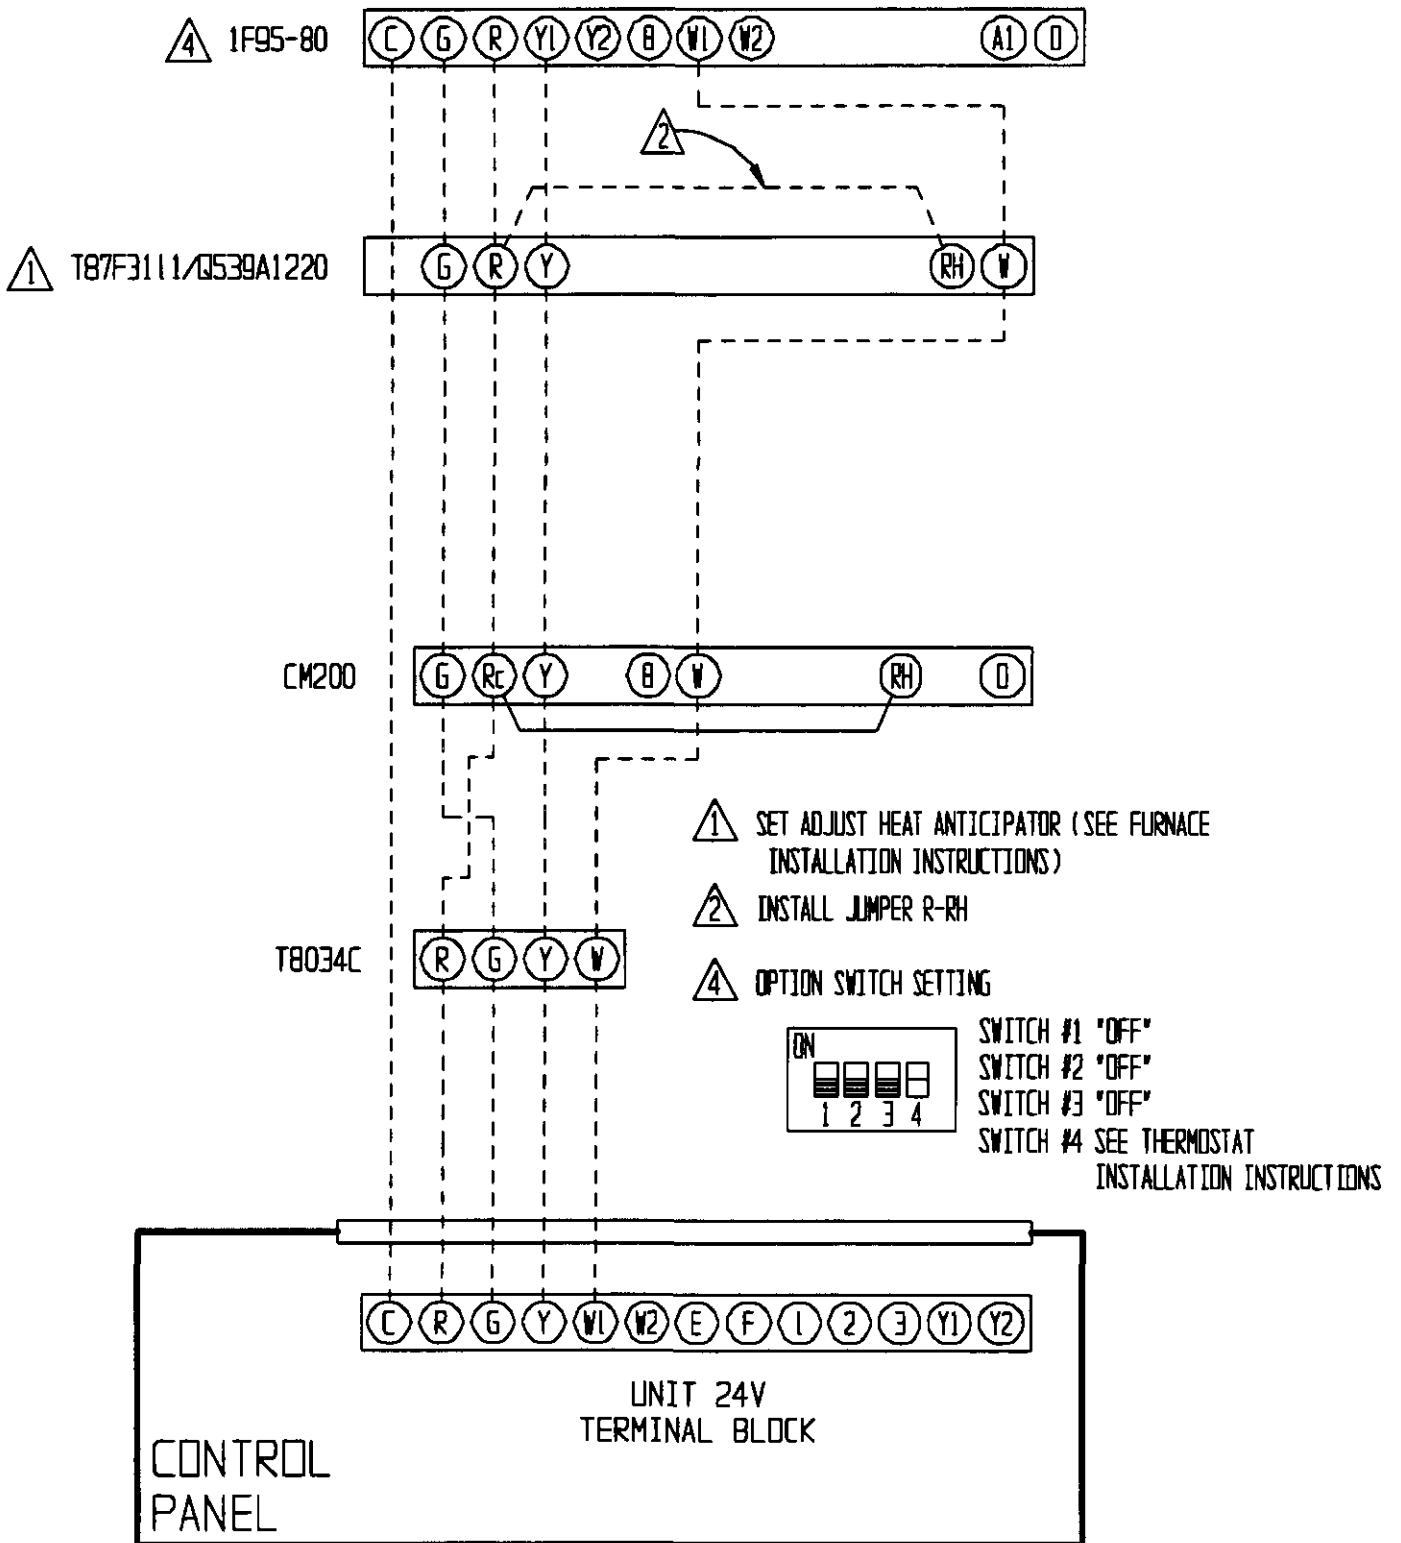 4 1F95-80 C G R Y1 Y2 B W1 W2 A1 O
2
1 T87F3111/Q539A1220 G R Y RH W
CM200 G Rc Y B W RH O
1 SET ADJUST HEAT ANTICIPATOR (SEE FURNACE
INSTALLATION INSTRUCTIONS)
2 INSTALL JUMPER R-RH
T8034C R G Y W
4 OPTION SWITCH SETTING
ON
1 2 3 4
SWITCH #1 "OFF"
SWITCH #2 "OFF"
SWITCH #3 "OFF"
SWITCH #4 SEE THERMOSTAT
INSTALLATION INSTRUCTIONS
C R G Y W1 W2 E F 1 2 3 Y1 Y2
UNIT 24V
TERMINAL BLOCK
CONTROL
PANEL